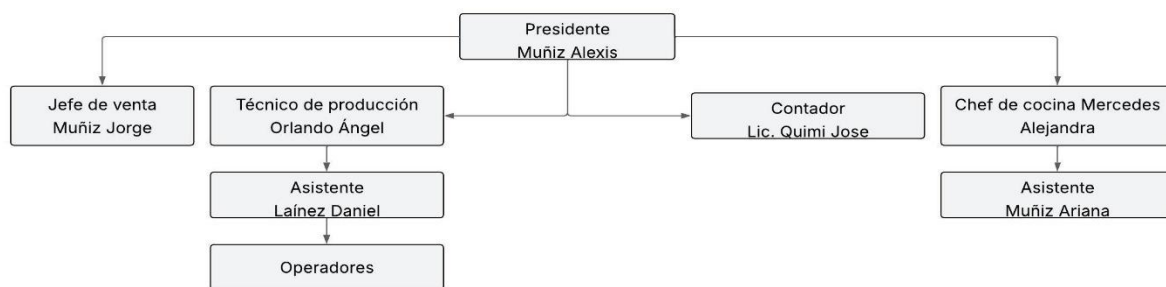 Presidente
Muñiz Alexis
Jefe de venta
Muñiz Jorge
Técnico de producción
Orlando Ángel
Contador
Lic. Quimi Jose
Chef de cocina Mercedes
Alejandra
Asistente
Laínez Daniel
Asistente
Muñiz Ariana
Operadores